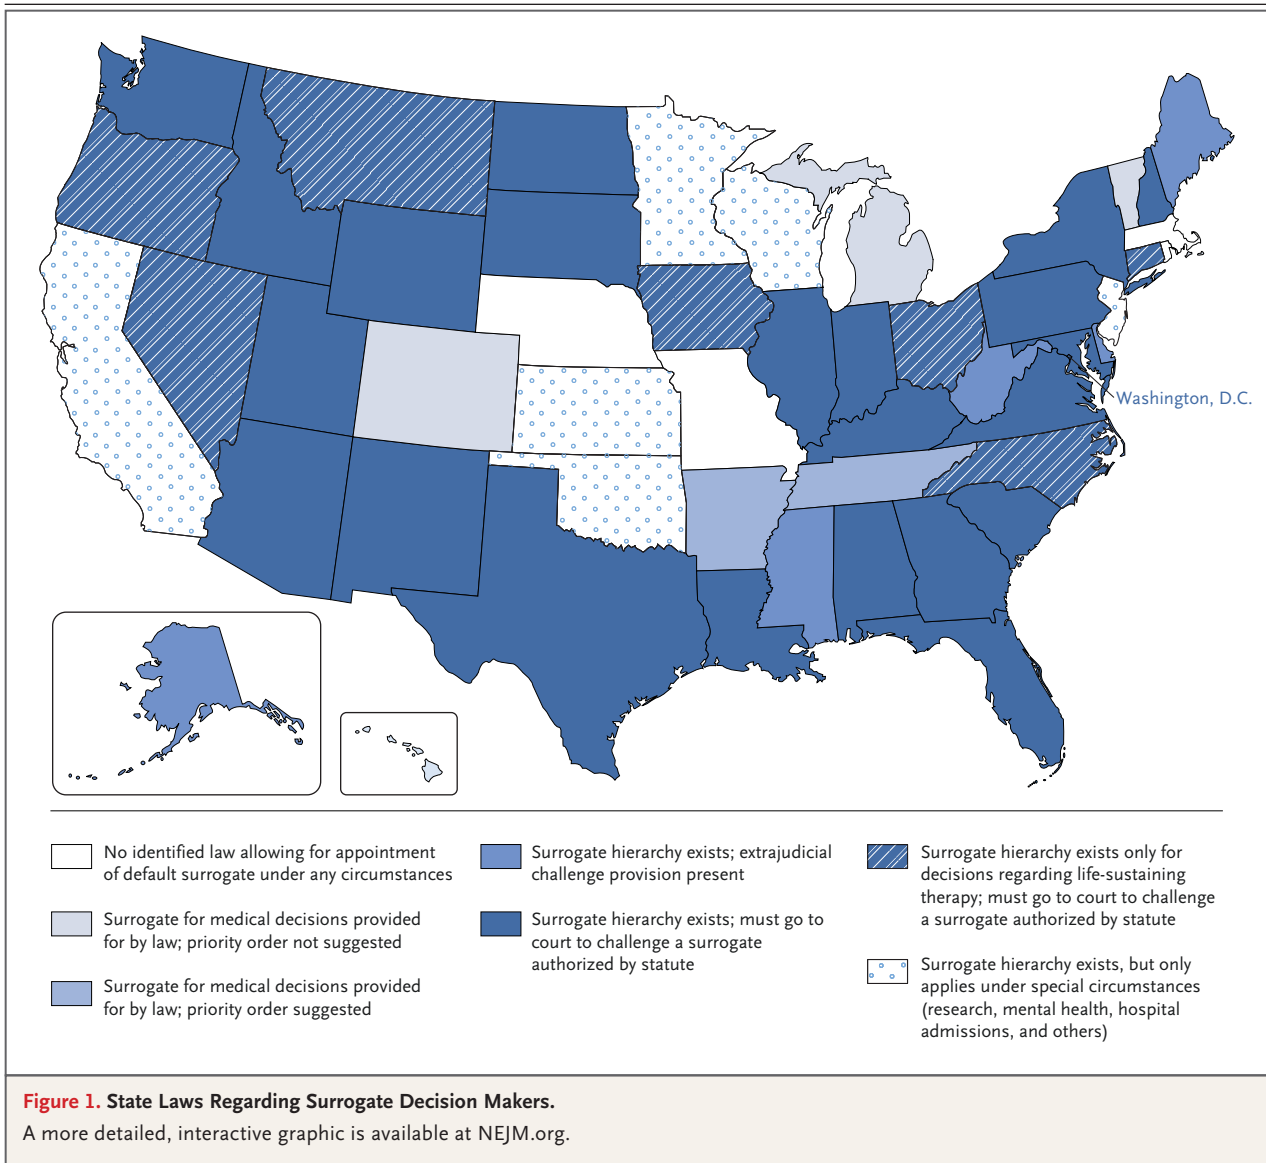 Washington, D.C.
No identified law allowing for appointment
of default surrogate under any circumstances
Surrogate for medical decisions provided
for by law; priority order not suggested
Surrogate for medical decisions provided
for by law; priority order suggested
Surrogate hierarchy exists; extrajudicial
challenge provision present
Surrogate hierarchy exists; must go to
court to challenge a surrogate
authorized by statute
Surrogate hierarchy exists only for
decisions regarding life-sustaining
therapy; must go to court to challenge
a surrogate authorized by statute
Surrogate hierarchy exists, but only
applies under special circumstances
(research, mental health, hospital
admissions, and others)
Figure 1. State Laws Regarding Surrogate Decision Makers.
A more detailed, interactive graphic is available at NEJM.org.